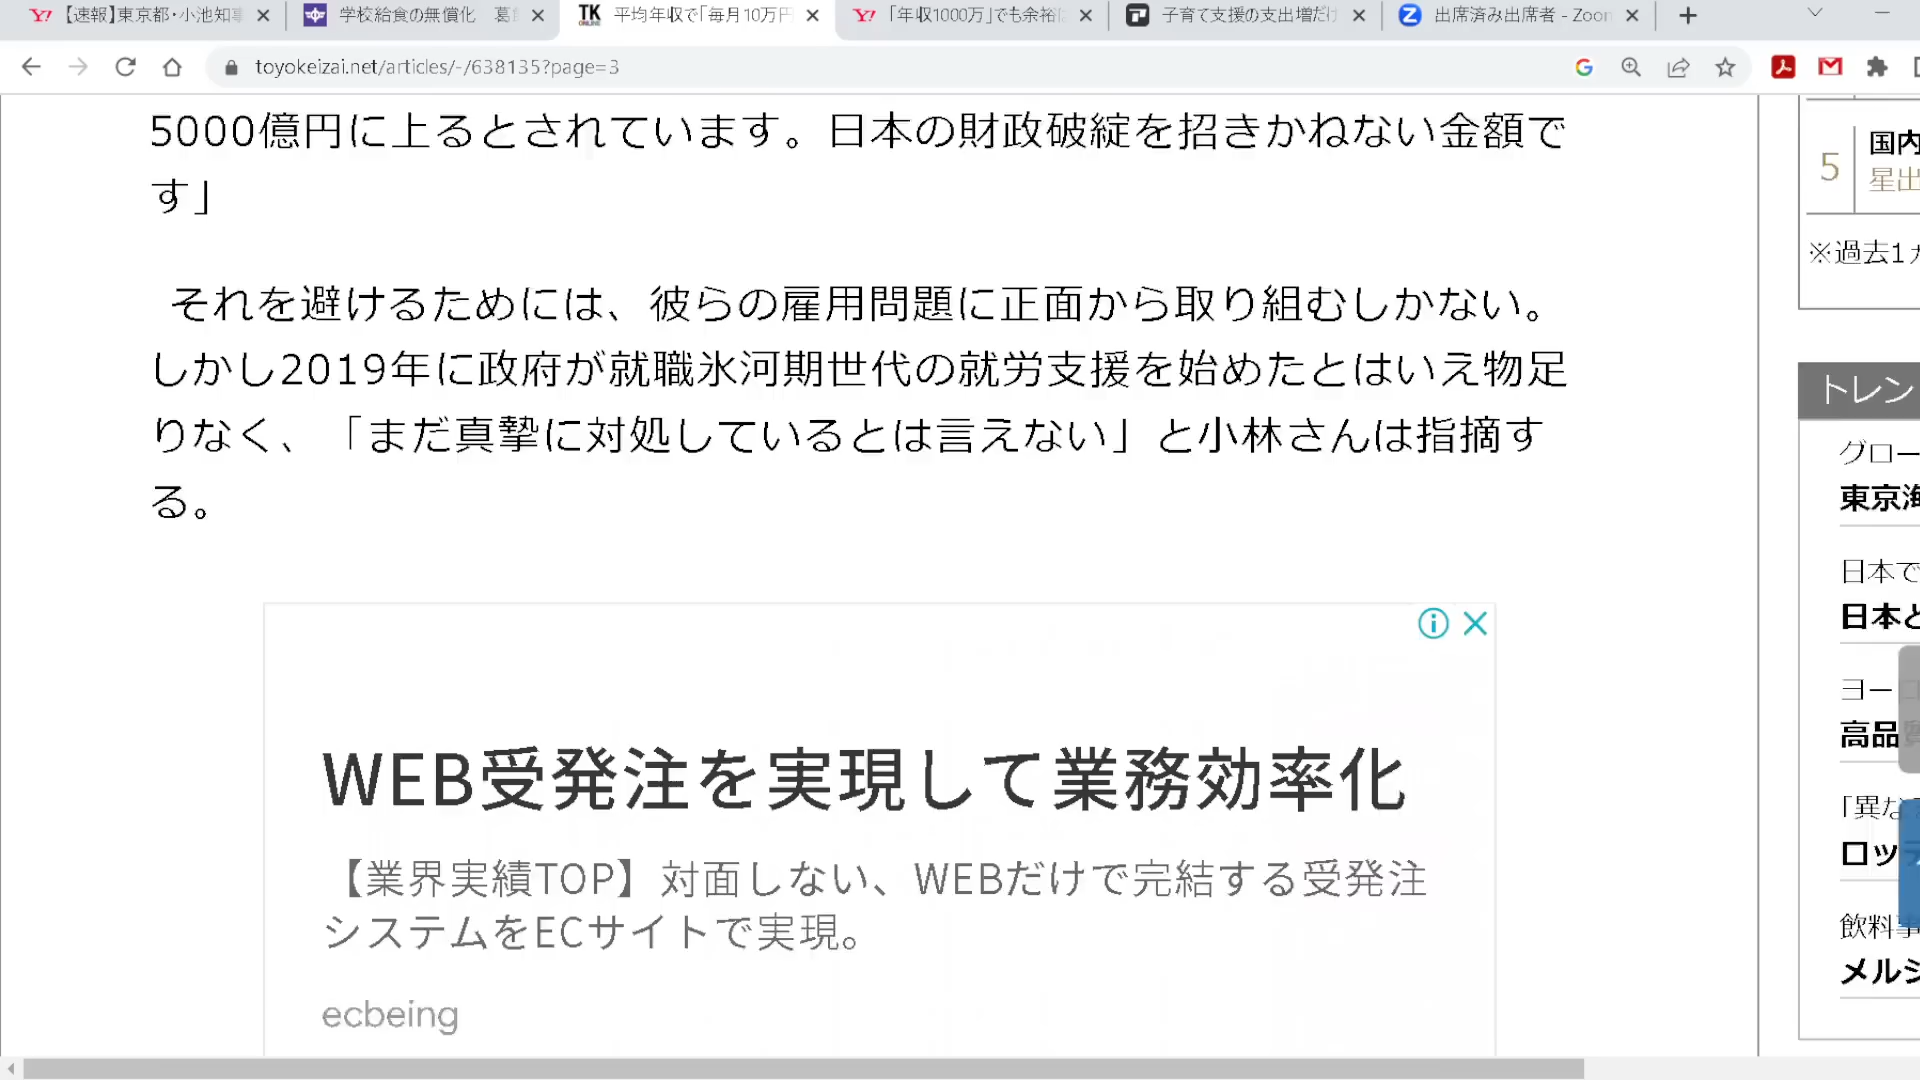 【速報】東京都・小池知事
学校給食の無償化 葛飾
平均年収で「毎月10万円
「年収1000万」でも余裕
子育て支援の支出増だけ
出席済み出席者 - Zoom
toyokeizai.net/articles/-/638135?page=3
5000億円に上るとされています。日本の財政破綻を招きかねない金額で
す」
それを避けるためには、彼らの雇用問題に正面から取り組むしかない。
しかし2019年に政府が就職氷河期世代の就労支援を始めたとはいえ物足
りなく、「まだ真摯に対処しているとは言えない」と小林さんは指摘す
る。
WEB受発注を実現して業務効率化
【業界実績TOP】対面しない、WEBだけで完結する受発注
システムをECサイトで実現。
ecbeing
5
国内
星出
※過去1カ
トレン
グロー
東京海
日本で
日本と
ヨーロ
高品質
「異な
ロッテ
飲料事
メルシ